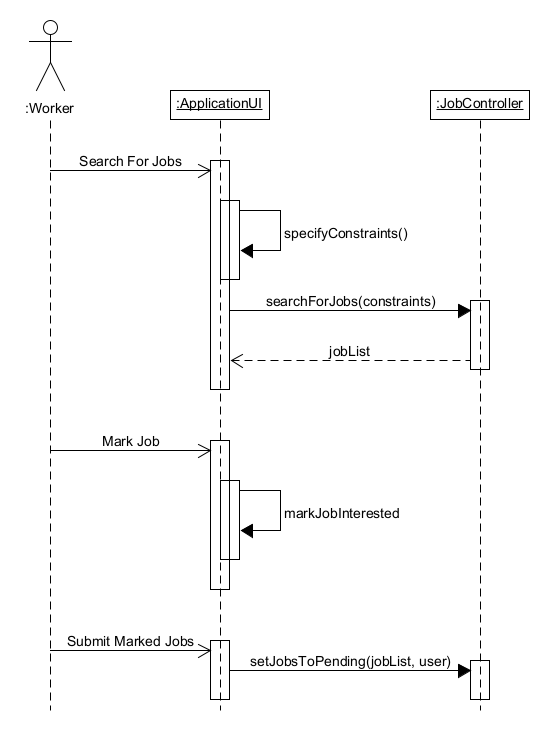 :Worker
:ApplicationUI
:JobController
Search For Jobs
specifyConstraints()
searchForJobs(constraints)
jobList
Mark Job
markJobInterested
Submit Marked Jobs
setJobsToPending(jobList, user)